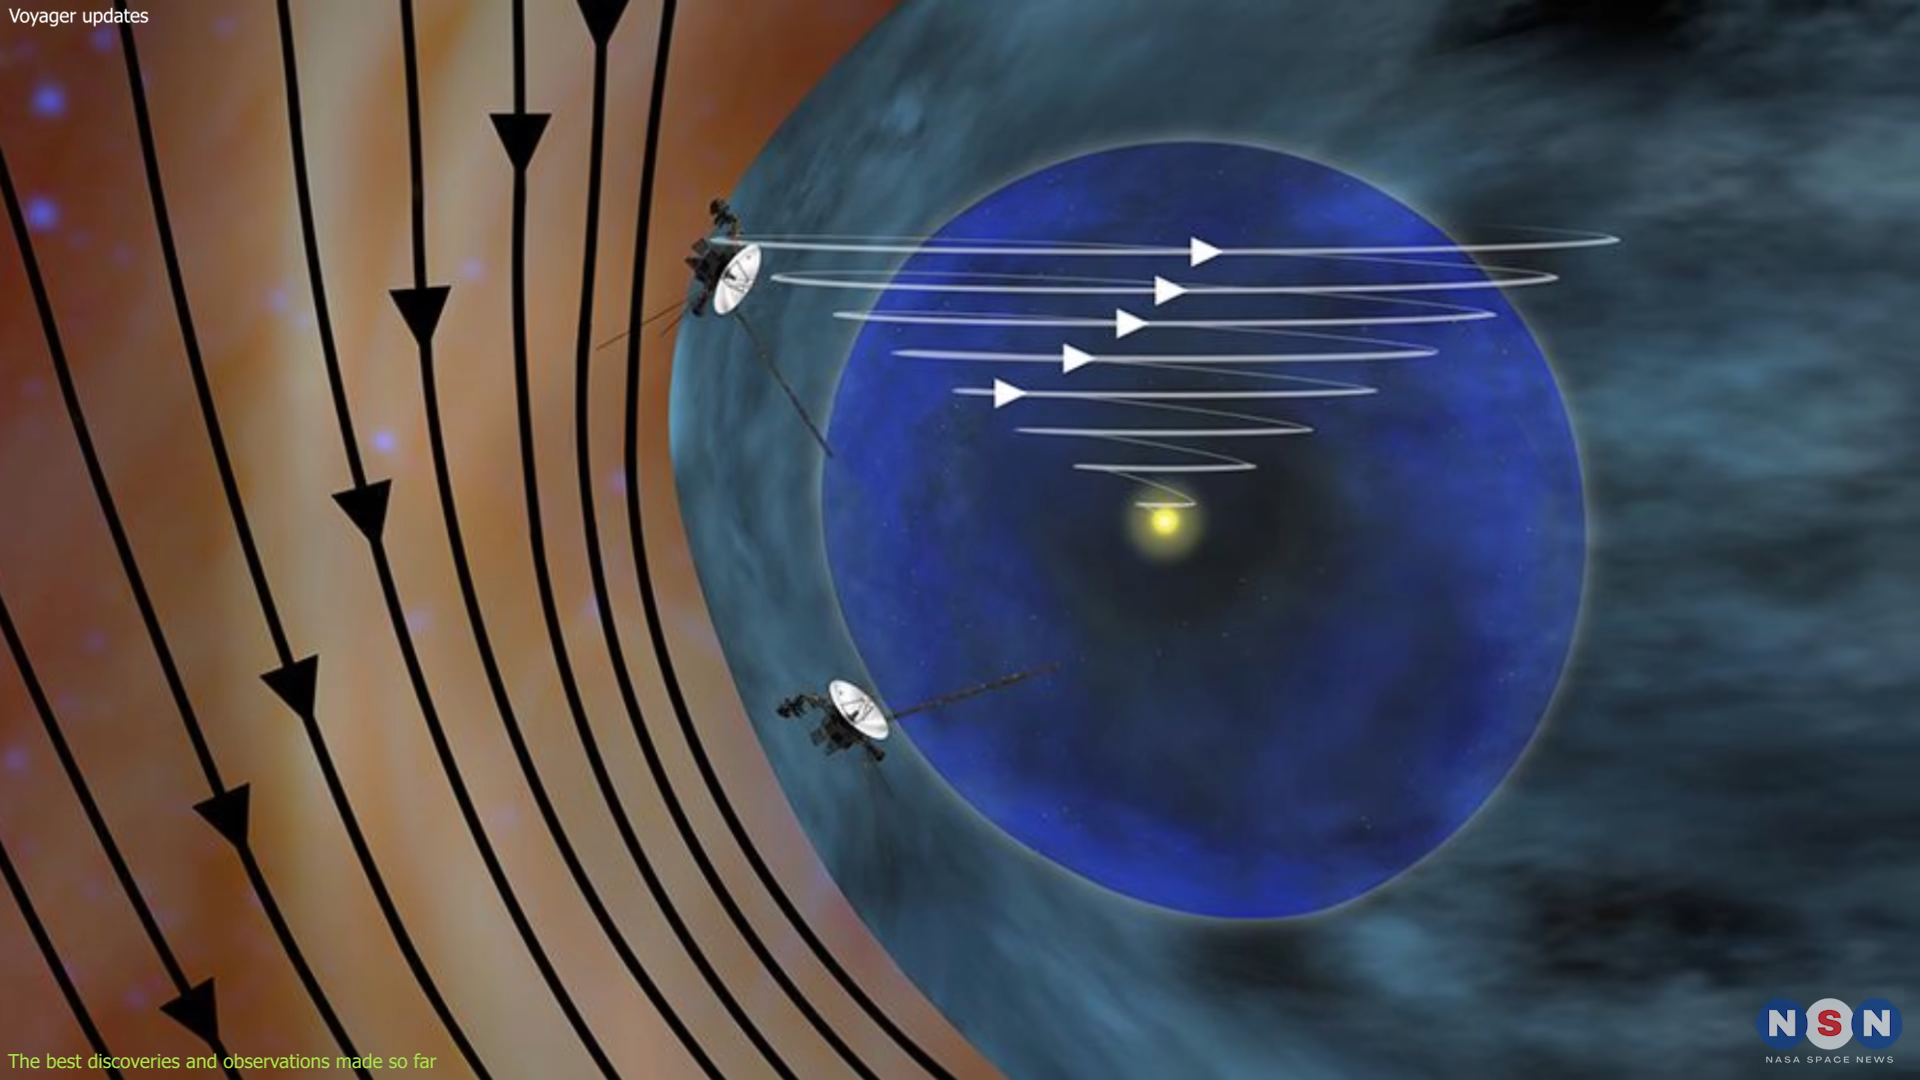 Voyager updates
The best discoveries and observations made so far
NSN
NASA SPACE NEWS